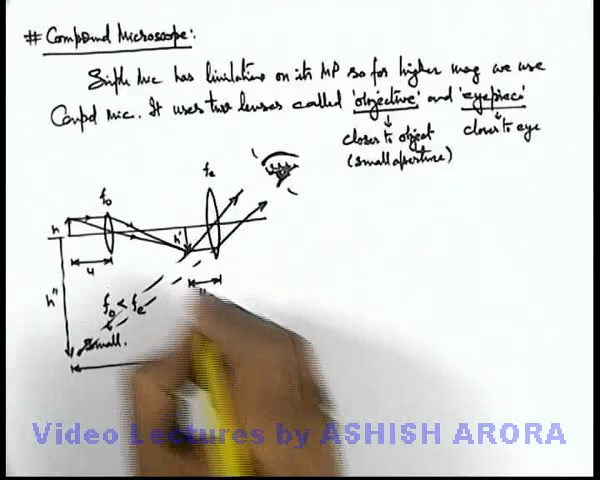 # Compound Microscope:
Simple Mic has limitations on its MP so for higher mag we use
Compd mic. It uses two lenses called 'objective' and 'eyepiece'
closer to object
(small aperture)
closer to eye
fo
fe
h
h'
u
h''
fo < fe
small.
Video Lectures by ASHISH ARORA